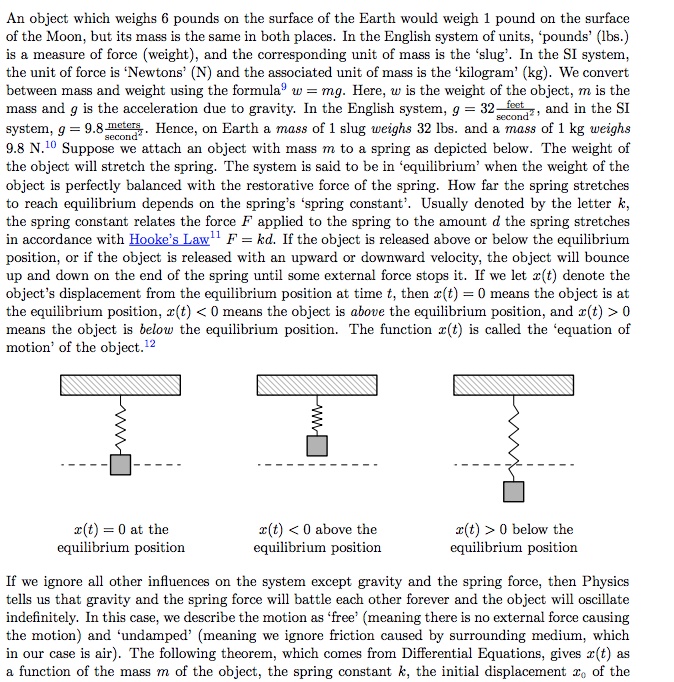 An object which weighs 6 pounds on the surface of the Earth would weigh 1 pound on the surface
of the Moon, but its mass is the same in both places. In the English system of units, ‘pounds’ (lbs.)
is a measure of force (weight), and the corresponding unit of mass is the ‘slug’. In the SI system,
the unit of force is ‘Newtons’ (N) and the associated unit of mass is the ‘kilogram’ (kg). We convert
between mass and weight using the formula⁹ w = mg. Here, w is the weight of the object, m is the
mass and g is the acceleration due to gravity. In the English system, g = 32 feet/second², and in the SI
system, g = 9.8 meters/second². Hence, on Earth a mass of 1 slug weighs 32 lbs. and a mass of 1 kg weighs
9.8 N.¹⁰ Suppose we attach an object with mass m to a spring as depicted below. The weight of
the object will stretch the spring. The system is said to be in ‘equilibrium’ when the weight of the
object is perfectly balanced with the restorative force of the spring. How far the spring stretches
to reach equilibrium depends on the spring’s ‘spring constant’. Usually denoted by the letter k,
the spring constant relates the force F applied to the spring to the amount d the spring stretches
in accordance with Hooke’s Law¹¹ F = kd. If the object is released above or below the equilibrium
position, or if the object is released with an upward or downward velocity, the object will bounce
up and down on the end of the spring until some external force stops it. If we let x(t) denote the
object’s displacement from the equilibrium position at time t, then x(t) = 0 means the object is at
the equilibrium position, x(t) < 0 means the object is above the equilibrium position, and x(t) > 0
means the object is below the equilibrium position. The function x(t) is called the ‘equation of
motion’ of the object.¹²
x(t) = 0 at the
equilibrium position
x(t) < 0 above the
equilibrium position
x(t) > 0 below the
equilibrium position
If we ignore all other influences on the system except gravity and the spring force, then Physics
tells us that gravity and the spring force will battle each other forever and the object will oscillate
indefinitely. In this case, we describe the motion as ‘free’ (meaning there is no external force causing
the motion) and ‘undamped’ (meaning we ignore friction caused by surrounding medium, which
in our case is air). The following theorem, which comes from Differential Equations, gives x(t) as
a function of the mass m of the object, the spring constant k, the initial displacement x₀ of the